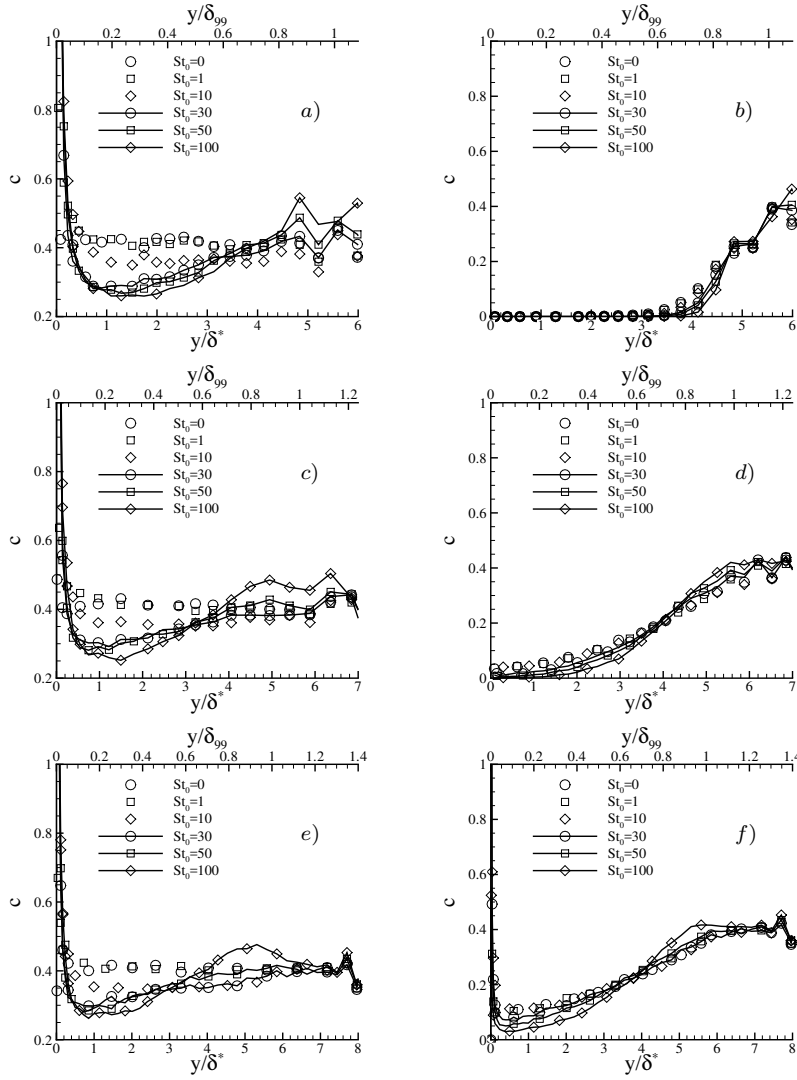 y/δ99 y/δ99
0 0.2 0.4 0.6 0.8 1 0 0.2 0.4 0.6 0.8 1
1 1
St0=0 St0=0
St0=1 St0=1
St0=10 St0=10
0.8 0.8
St0=30 St0=30
a) b)
St0=50 St0=50
St0=100 St0=100
0.6 0.6
c c
0.4 0.4
0.2 0.2
0.2 0
0 1 2 3 4 5 6 0 1 2 3 4 5 6
y/δ* y/δ*
y/δ99 y/δ99
0 0.2 0.4 0.6 0.8 1 1.2 0 0.2 0.4 0.6 0.8 1 1.2
1 1
St0=0 St0=0
St0=1 St0=1
St0=10 St0=10
0.8 0.8
St0=30 St0=30
c) d)
St0=50 St0=50
St0=100 St0=100
0.6 0.6
c c
0.4 0.4
0.2
0.2 0
0 1 2 3 4 5 6 7 0 1 2 3 4 5 6 7
y/δ* y/δ*
y/δ99 y/δ99
0 0.2 0.4 0.6 0.8 1 1.2 1.4 0 0.2 0.4 0.6 0.8 1 1.2 1.4
1 1
St0=0 St0=0
St0=1 St0=1
St0=10 St0=10
0.8 0.8
St0=30 St0=30
e) f)
St0=50 St0=50
St0=100 St0=100
0.6 0.6
c c
0.4 0.4
0.2
0.2 0
0 1 2 3 4 5 6 7 8 0 1 2 3 4 5 6 7 8
y/δ* y/δ*